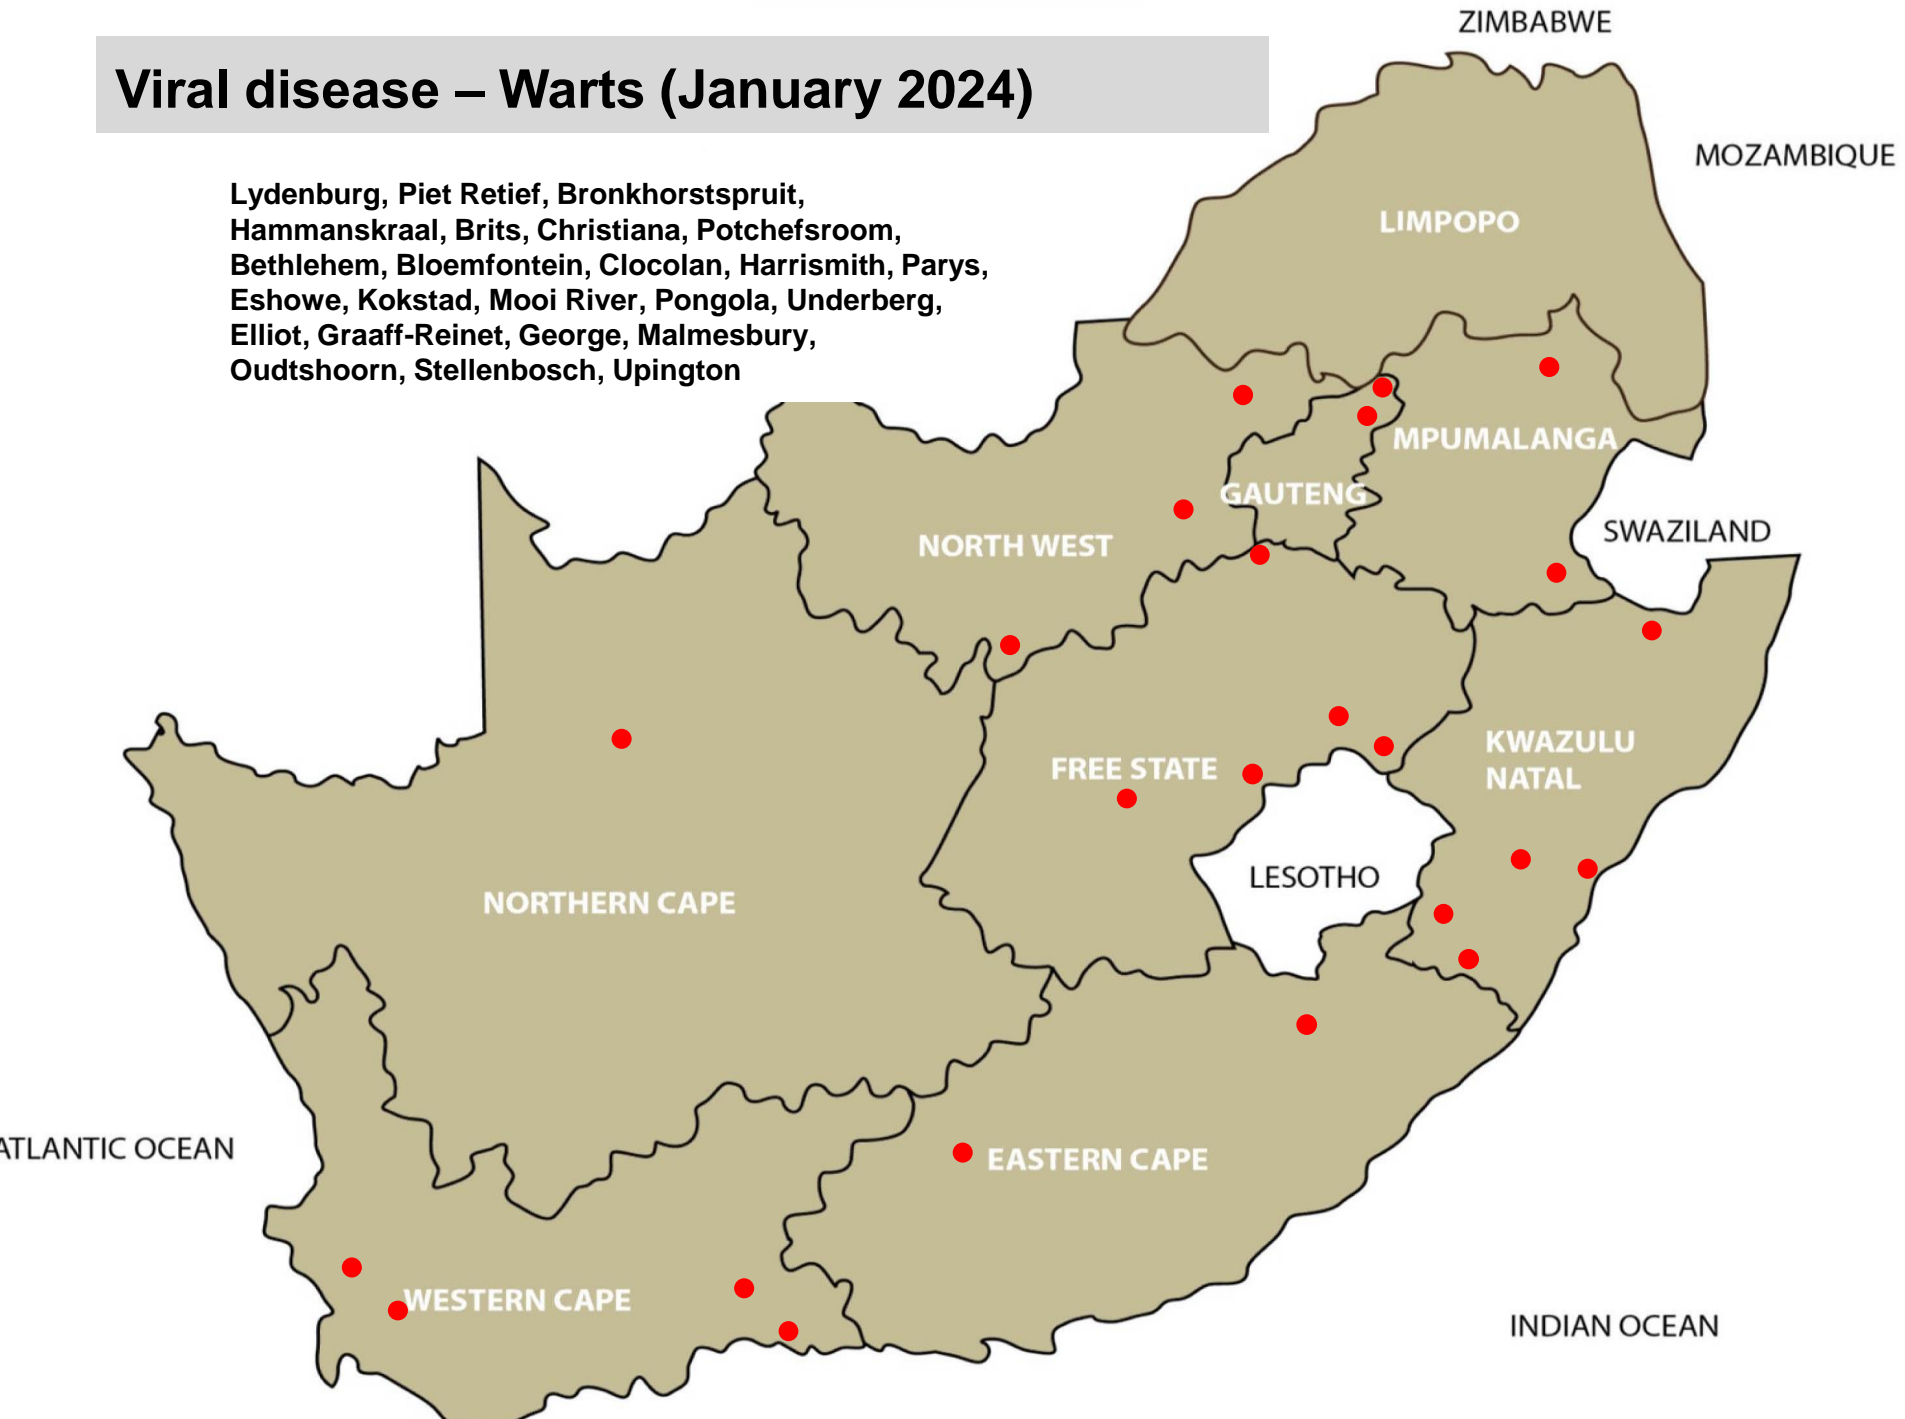 ZIMBABWE
Viral disease – Warts (January 2024)
MOZAMBIQUE
Lydenburg, Piet Retief, Bronkhorstspruit,
Hammanskraal, Brits, Christiana, Potchefsroom,
Bethlehem, Bloemfontein, Clocolan, Harrismith, Parys,
Eshowe, Kokstad, Mooi River, Pongola, Underberg,
Elliot, Graaff-Reinet, George, Malmesbury,
Oudtshoorn, Stellenbosch, Upington
LIMPOPO
MPUMALANGA
GAUTENG
SWAZILAND
NORTH WEST
KWAZULU
NATAL
FREE STATE
LESOTHO
NORTHERN CAPE
ATLANTIC OCEAN
EASTERN CAPE
WESTERN CAPE
INDIAN OCEAN